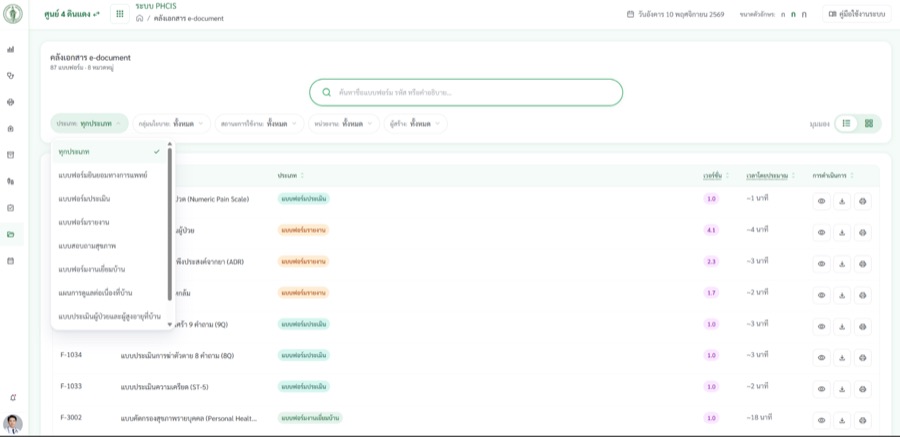 ศูนย์ 4 ดินแดง
ระบบ PHCIS
/ คลังเอกสาร e-document
วันอังคาร 10 พฤศจิกายน 2569
ขนาดตัวอักษร: ก ก ก
คู่มือใช้งานระบบ
คลังเอกสาร e-document
87 แบบฟอร์ม · 8 หมวดหมู่
ค้นหาชื่อแบบฟอร์ม รหัส หรือคำอธิบาย...
ประเภท: ทุกประเภท
กลุ่มนโยบาย: ทั้งหมด
สถานะการใช้งาน: ทั้งหมด
หน่วยงาน: ทั้งหมด
ผู้สร้าง: ทั้งหมด
มุมมอง
ทุกประเภท
แบบฟอร์มยินยอมทางการแพทย์
แบบฟอร์มประเมิน
แบบฟอร์มรายงาน
แบบสอบถามสุขภาพ
แบบฟอร์มงานเยี่ยมบ้าน
แผนการดูแลต่อเนื่องที่บ้าน
แบบประเมินผู้ป่วยและผู้สูงอายุที่บ้าน
ประเภท เวอร์ชั่น เวลาโดยประมาณ การดำเนินการ
(Numeric Pain Scale) แบบฟอร์มประเมิน 1.0 ~1 นาที
ผู้ป่วย แบบฟอร์มรายงาน 4.1 ~4 นาที
พึงประสงค์จากยา (ADR) แบบฟอร์มรายงาน 2.3 ~3 นาที
แบบฟอร์มรายงาน 1.7 ~2 นาที
ศร้า 9 คำถาม (9Q) แบบฟอร์มประเมิน 1.0 ~3 นาที
F-1034 แบบประเมินการฆ่าตัวตาย 8 คำถาม (8Q) แบบฟอร์มประเมิน 1.0 ~3 นาที
F-1033 แบบประเมินความเครียด (ST-5) แบบฟอร์มประเมิน 1.0 ~2 นาที
F-3002 แบบคัดกรองสุขภาพรายบุคคล (Personal Healt... แบบฟอร์มงานเยี่ยมบ้าน 1.0 ~18 นาที